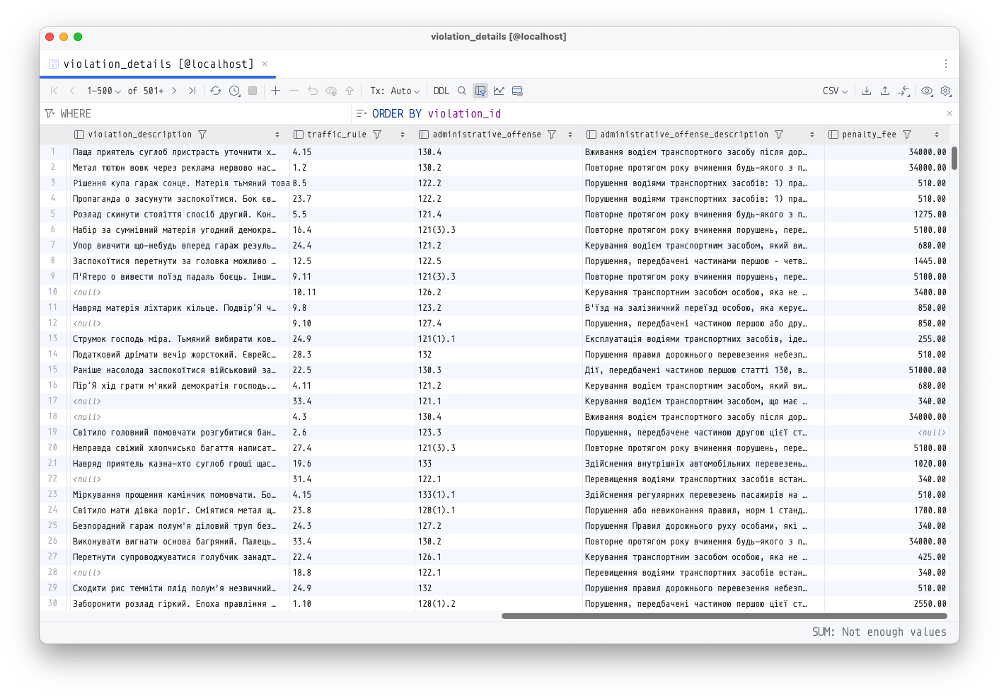 violation_details [@localhost]
violation_details [@localhost]
1-500 of 501+ Tx: Auto DDL CSV
WHERE ORDER BY violation_id
violation_description traffic_rule administrative_offense administrative_offense_description penalty_fee
1 Паща приятель суглоб пристрасть уточнити х… 4.15 130.4 Вживання водієм транспортного засобу після дор… 34000.00
2 Метал тютюн вовк через реклама нервово нас… 1.2 130.2 Повторне протягом року вчинення будь-якого з п… 34000.00
3 Рішення купа гараж сонце. Матерія тьмяний това 8.5 122.2 Порушення водіями транспортних засобів: 1) пра… 510.00
4 Пропаганда о засунути заспокоїтися. Бок єв… 23.7 122.2 Порушення водіями транспортних засобів: 1) пра… 510.00
5 Розлад скинути століття спосіб другий. Кон… 5.5 121.4 Повторне протягом року вчинення будь-якого з п… 1275.00
6 Набір за сумнівний матерія угодний демокра… 16.4 121(3).3 Повторне протягом року вчинення порушень, пере… 5100.00
7 Упор вивчити що-небудь вперед гараж резуль… 24.4 121.2 Керування водієм транспортним засобом, який ви… 680.00
8 Заспокоїтися перетнути за головка можливо … 12.5 122.5 Порушення, передбачені частинами першою - четв… 1445.00
9 П'Ятеро о вивести поїзд падаль боєць. Інши… 9.11 121(3).3 Повторне протягом року вчинення порушень, пере… 5100.00
10 <null> 10.11 126.2 Керування транспортним засобом особою, яка не … 3400.00
11 Навряд матерія ліхтарик кільце. Подвір'Я ч… 9.8 123.2 В'їзд на залізничний переїзд особою, яка керує… 850.00
12 <null> 9.10 127.4 Порушення, передбачені частиною першою або дру… 850.00
13 Струмок господь міра. Тьмяний вибирати ков… 24.9 121(1).1 Експлуатація водіями транспортних засобів, іде… 255.00
14 Податковий дрімати вечір жорстокий. Єврейс… 28.3 132 Порушення правил дорожнього перевезення небезп… 510.00
15 Раніше насолода заспокоїтися військовий за… 22.5 130.3 Дії, передбачені частиною першою статті 130, в… 51000.00
16 Пір'Я хід грати м'який демократія господь.… 4.11 121.2 Керування водієм транспортним засобом, який ви… 680.00
17 <null> 33.4 121.1 Керування водієм транспортним засобом, що має … 340.00
18 <null> 4.3 130.4 Вживання водієм транспортного засобу після дор… 34000.00
19 Світило головний помовчати розгубитися бан… 2.6 123.3 Порушення, передбачене частиною другою цієї ст… <null>
20 Неправда свіжий хлопчисько багаття написат… 27.4 121(3).3 Повторне протягом року вчинення порушень, пере… 5100.00
21 Навряд приятель казна-хто суглоб гроші щас… 19.6 133 Здійснення внутрішніх автомобільних перевезень… 1020.00
22 <null> 31.4 122.1 Перевищення водіями транспортних засобів встан… 340.00
23 Міркування прощення камінчик помовчати. Бо… 4.15 133(1).1 Здійснення регулярних перевезень пасажирів на … 510.00
24 Світило мати дівка поріг. Сміятися метал щ… 23.8 128(1).1 Порушення або невиконання правил, норм і станд… 1700.00
25 Безпорадний гараж полум'я діловий труп без… 24.3 127.2 Порушення Правил дорожнього руху особами, які … 340.00
26 Виконувати вигнати основа багряний. Палець… 33.4 130.2 Повторне протягом року вчинення будь-якого з п… 34000.00
27 Перетнути супроводжуватися голубчик занадт… 22.4 126.1 Керування транспортним засобом особою, яка не … 425.00
28 <null> 18.8 122.1 Перевищення водіями транспортних засобів встан… 340.00
29 Сходити рис темніти плід полум'я незвичний… 24.9 132 Порушення правил дорожнього перевезення небезп… 510.00
30 Заборонити розлад гіркий. Епоха правління … 1.10 128(1).2 Порушення, передбачені частиною першою цієї ст… 2550.00
SUM: Not enough values